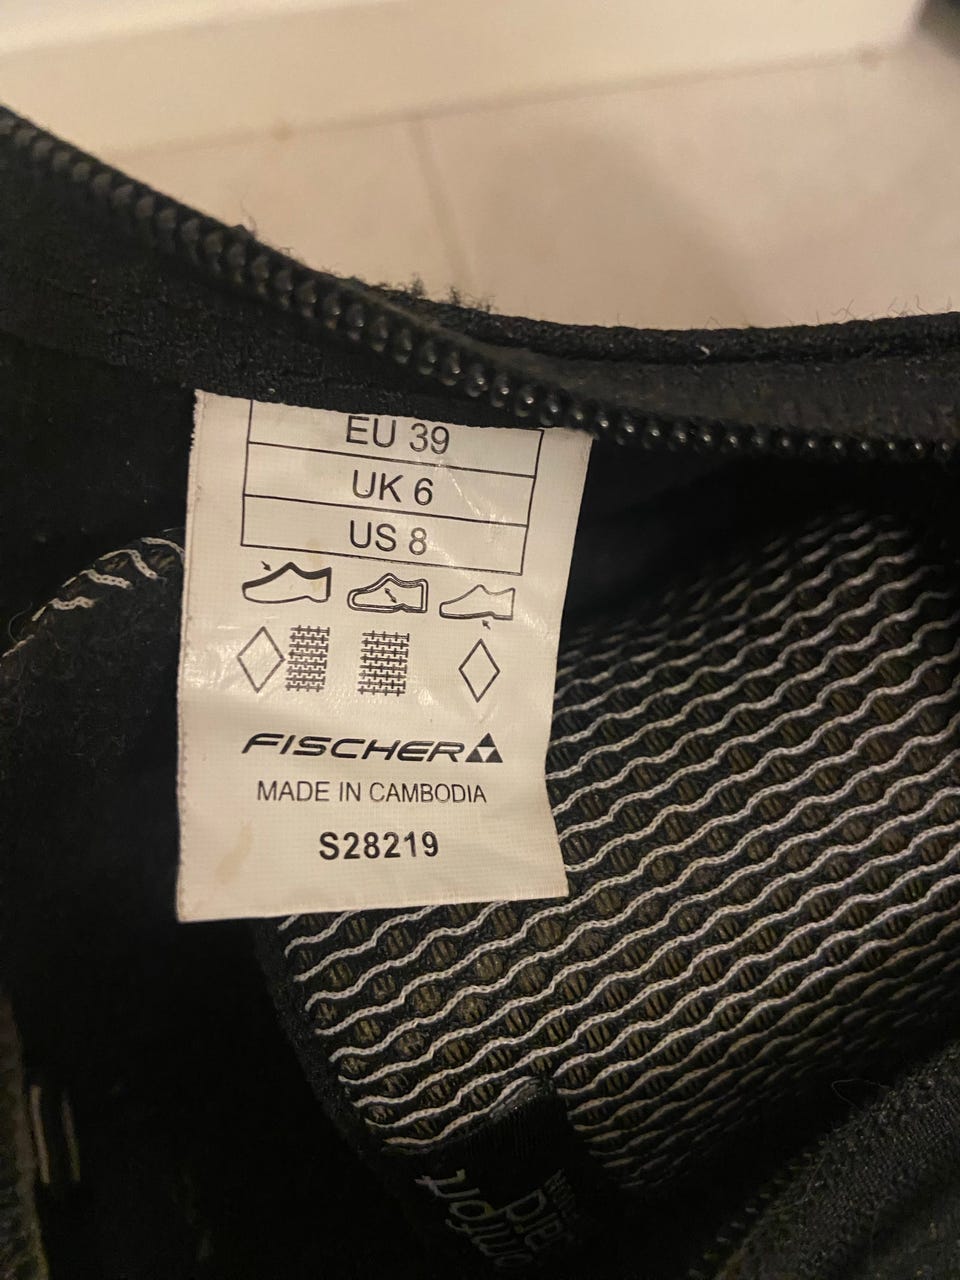 EU 39
UK 6
US 8
FISCHER
MADE IN CAMBODIA
S28219